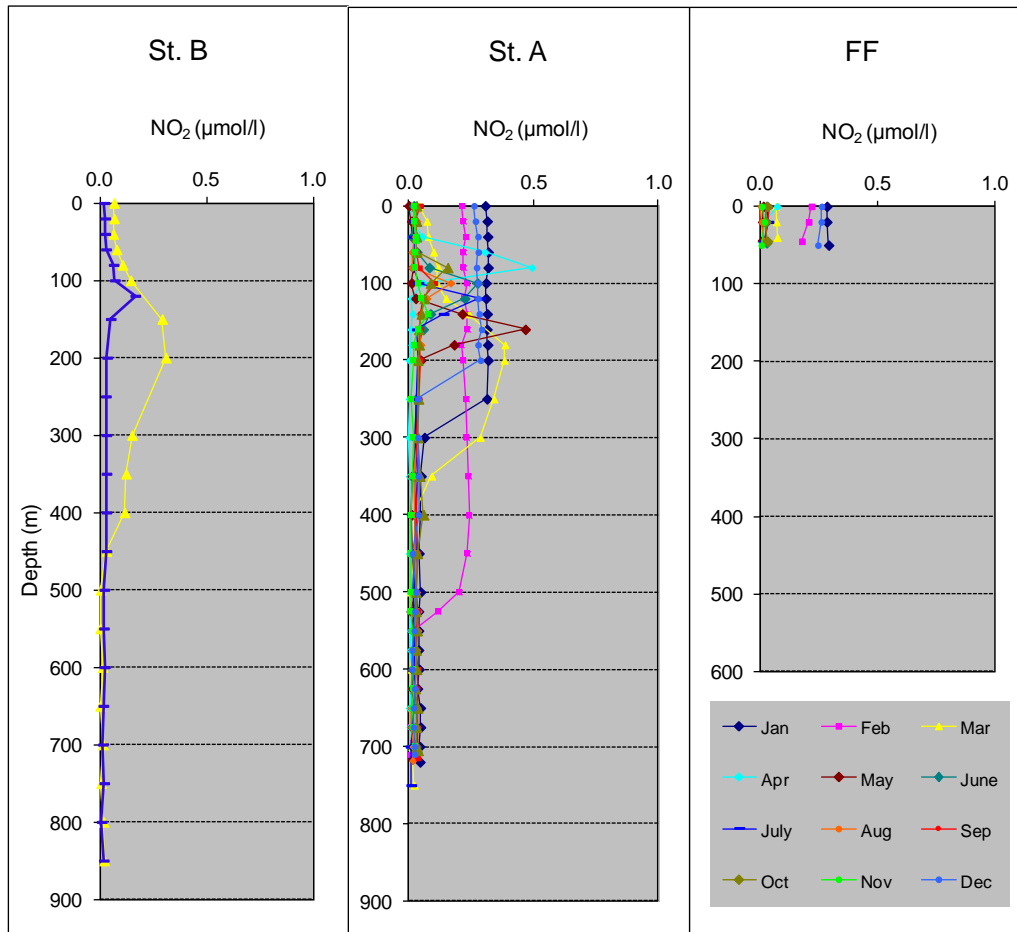 St. B
St. A
FF
NO2 (µmol/l)
NO2 (µmol/l)
NO2 (µmol/l)
0.0 0.5 1.0
0.0 0.5 1.0
0.0 0.5 1.0
Depth (m)
0
100
200
300
400
500
600
700
800
900
0
100
200
300
400
500
600
700
800
900
0
100
200
300
400
500
600
Jan Feb Mar
Apr May June
July Aug Sep
Oct Nov Dec